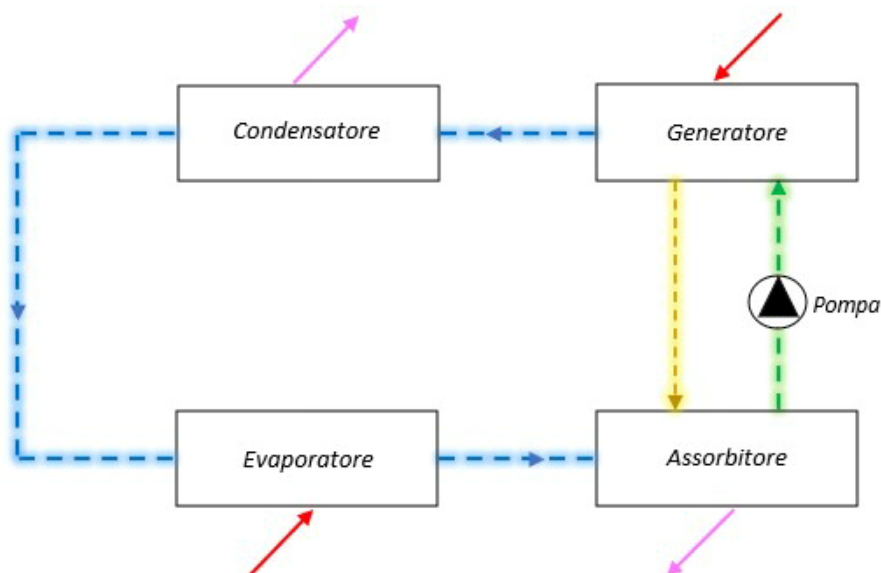 Condensatore
Generatore
Pompa
Evaporatore
Assorbitore